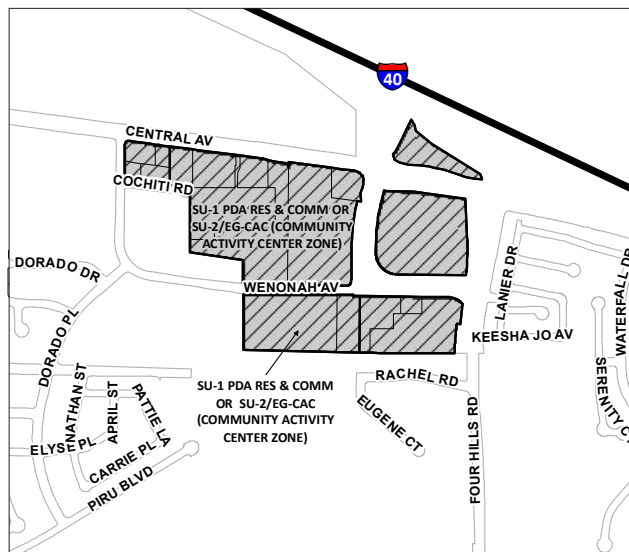 40
CENTRAL AV
COCHITI RD
SU-1 PDA RES & COMM OR
SU-2/EG-CAC (COMMUNITY
ACTIVITY CENTER ZONE)
LANIER DR
WATERFALL DR
DORADO DR
WENONAH AV
DORADO PL
KEESHA JO AV
SERENITY CT
NATHAN ST
APRIL ST
PATTIE LA
SU-1 PDA RES & COMM
OR SU-2/EG-CAC
(COMMUNITY ACTIVITY
CENTER ZONE)
RACHEL RD
EUGENE CT
FOUR HILLS RD
ELYSE PL
CARRIE PL
PIRU BLVD